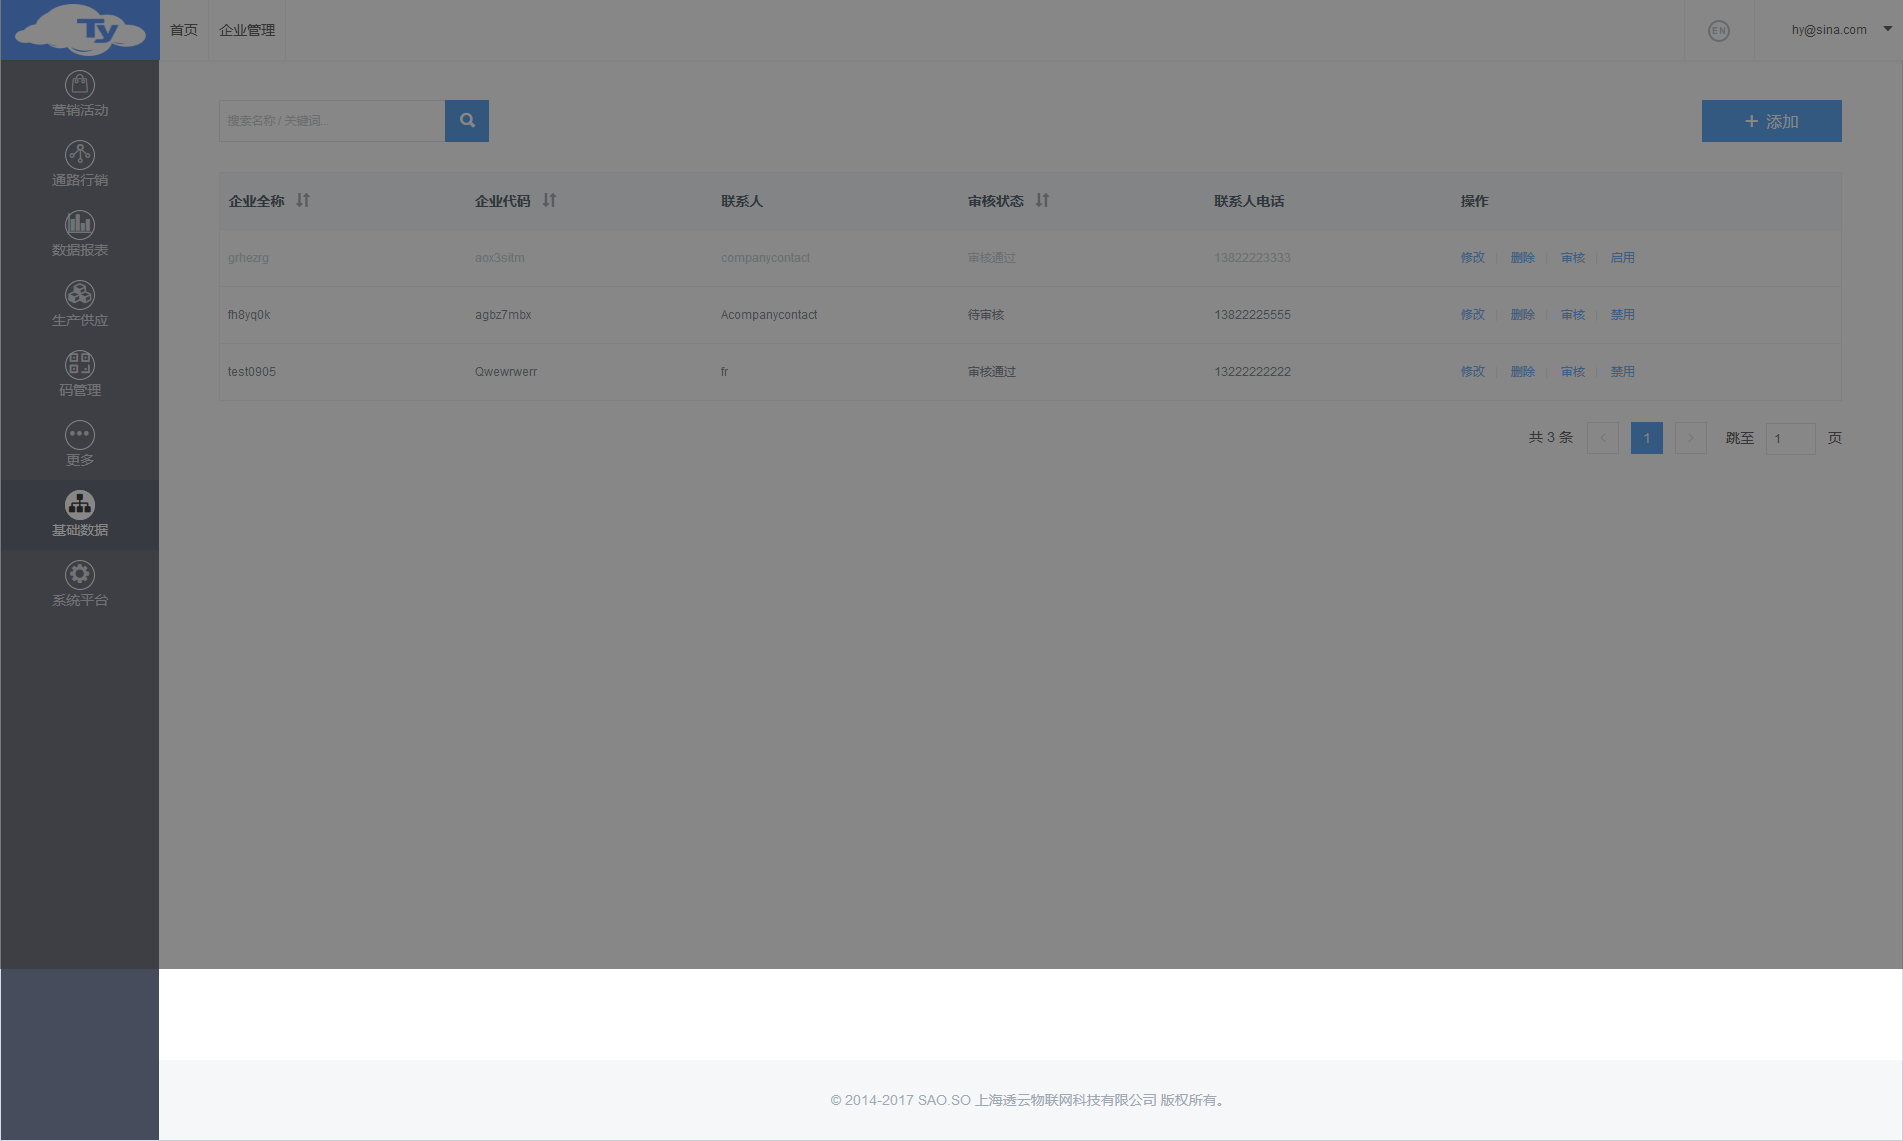 Ty
首页 企业管理 EN hy@sina.com
营销活动
通路行销
数据报表
生产供应
码管理
更多
基础数据
系统平台
搜索名称 / 关键词... + 添加
企业全称 企业代码 联系人 审核状态 联系人电话 操作
grhezrg aox3sitm companycontact 审核通过 13822223333 修改 删除 审核 启用
fh8yq0k agbz7mbx Acompanycontact 待审核 13822225555 修改 删除 审核 禁用
test0905 Qwewrwerr fr 审核通过 13222222222 修改 删除 审核 禁用
共 3 条 < 1 > 跳至 1 页
© 2014-2017 SAO.SO 上海透云物联网科技有限公司 版权所有。